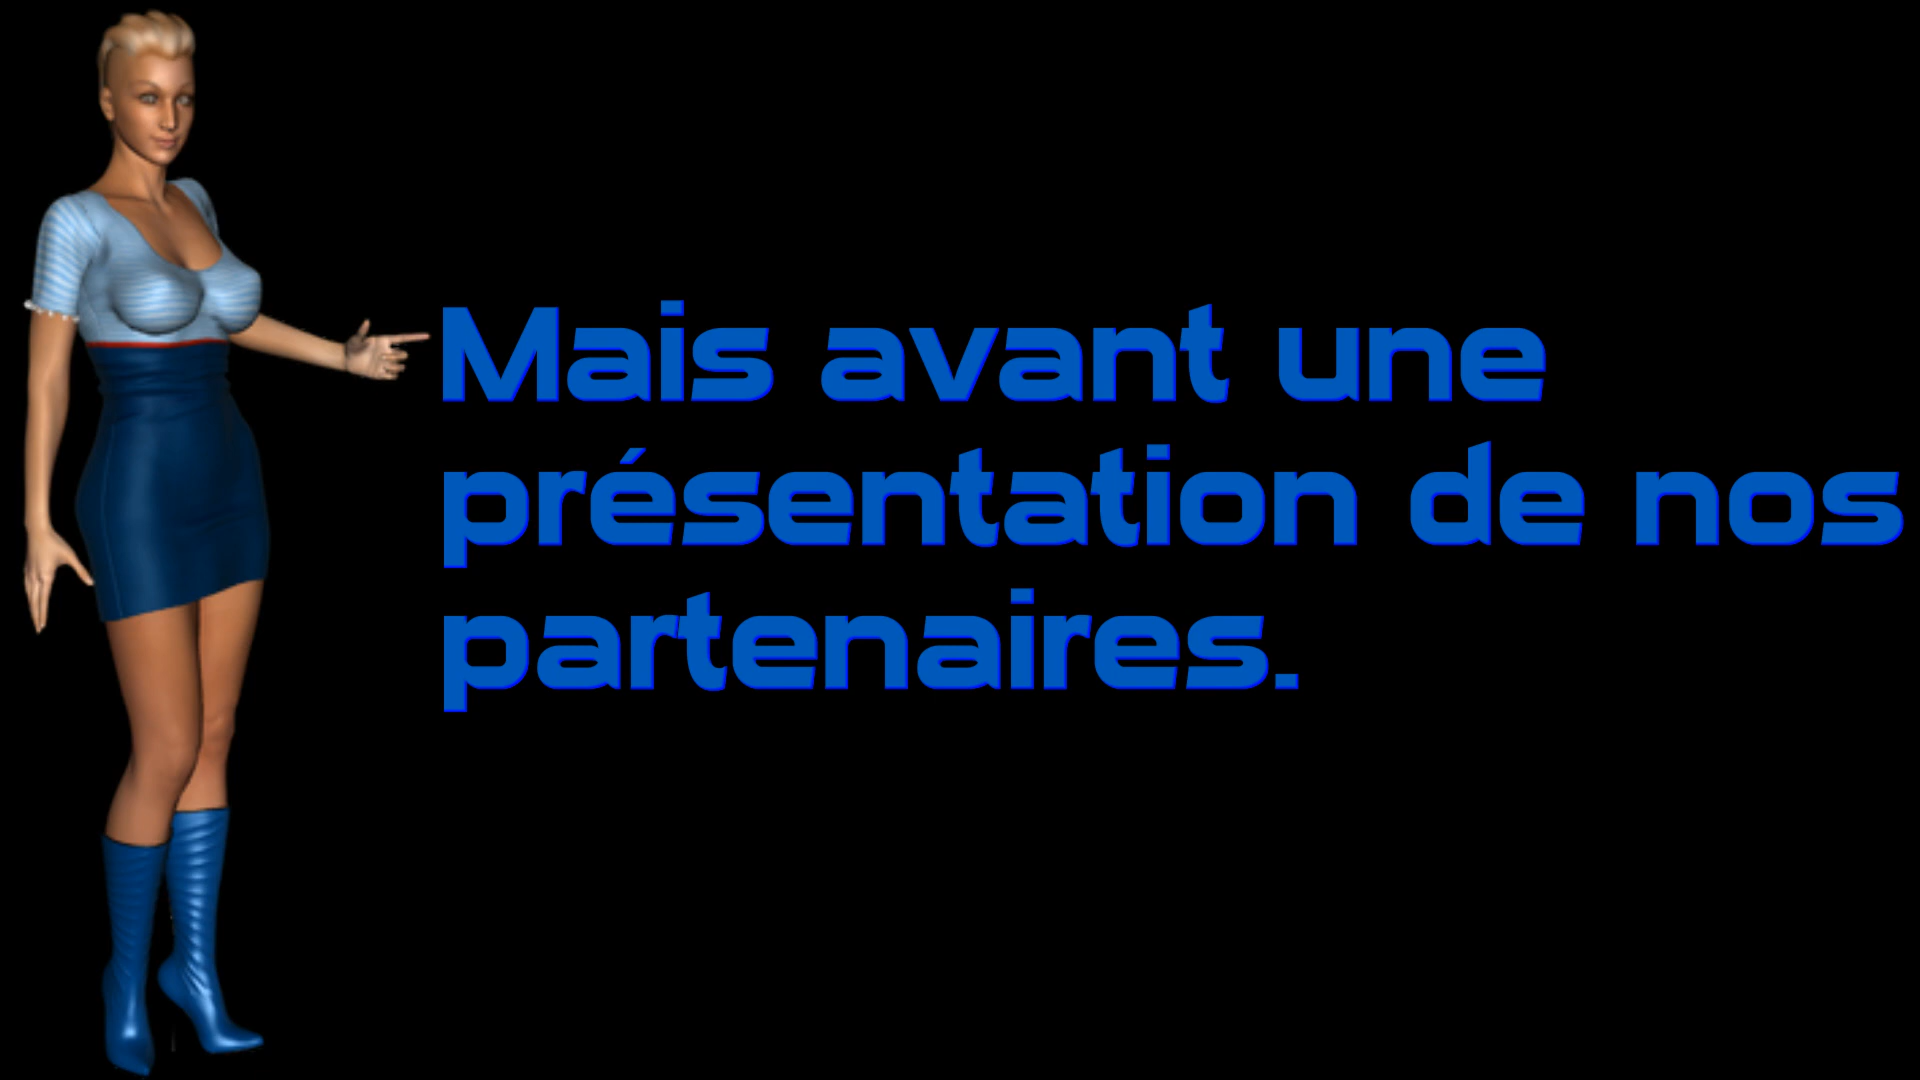 Mais avant une
présentation de nos
partenaires.